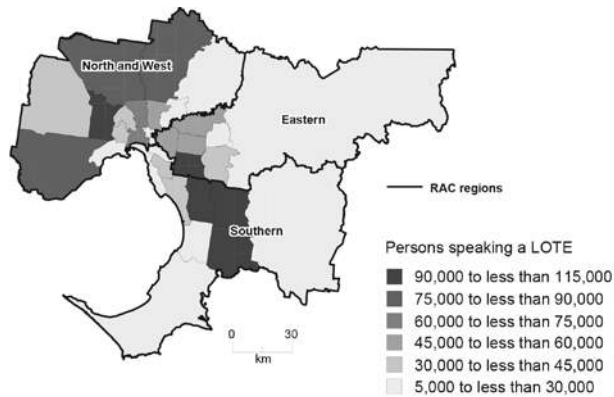 North and West
Eastern
RAC regions
Southern
Persons speaking a LOTE
90,000 to less than 115,000
75,000 to less than 90,000
60,000 to less than 75,000
45,000 to less than 60,000
30,000 to less than 45,000
5,000 to less than 30,000
0 30
km